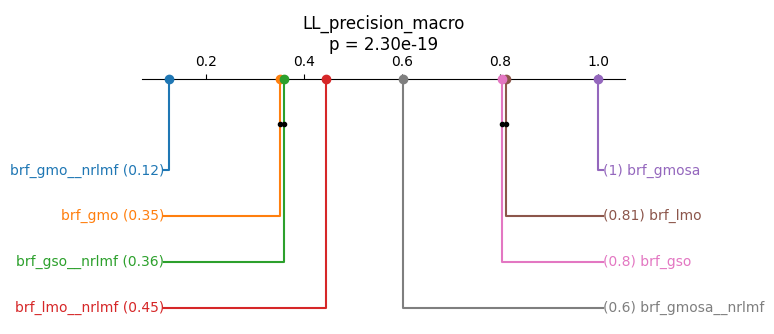 LL_precision_macro
p = 2.30e-19
0.2 0.4 0.6 0.8 1.0
brf_gmo__nrlmf (0.12) (1) brf_gmosa
brf_gmo (0.35) (0.81) brf_lmo
brf_gso__nrlmf (0.36) (0.8) brf_gso
brf_lmo__nrlmf (0.45) (0.6) brf_gmosa__nrlmf